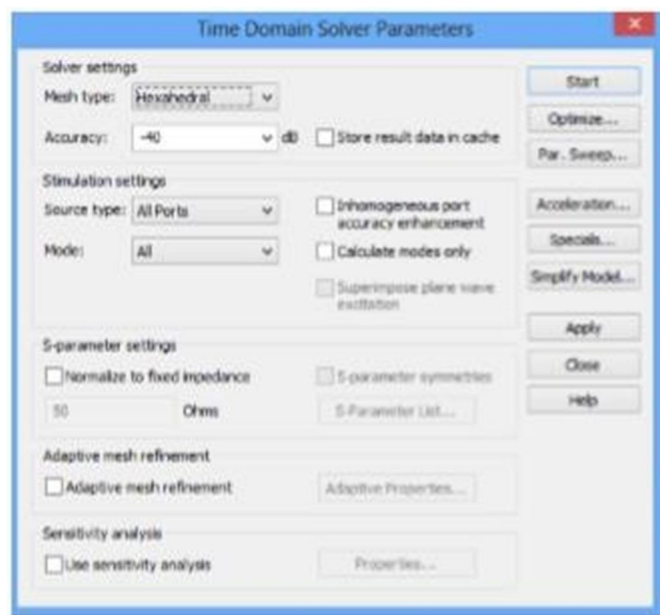 Time Domain Solver Parameters
Solver settings
Mesh type: Hexahedral
Accuracy: -40 dB Store result data in cache
Stimulation settings
Source type: All Ports Inhomogeneous port
accuracy enhancement
Mode: All Calculate modes only
Superimpose plane wave
excitation
S-parameter settings
Normalize to fixed impedance S-parameter symmetries
50 Ohms S-Parameter List...
Adaptive mesh refinement
Adaptive mesh refinement Adaptive Properties...
Sensitivity analysis
Use sensitivity analysis Properties...
Start
Optimize...
Par. Sweep...
Acceleration...
Specials...
Simplify Model...
Apply
Close
Help